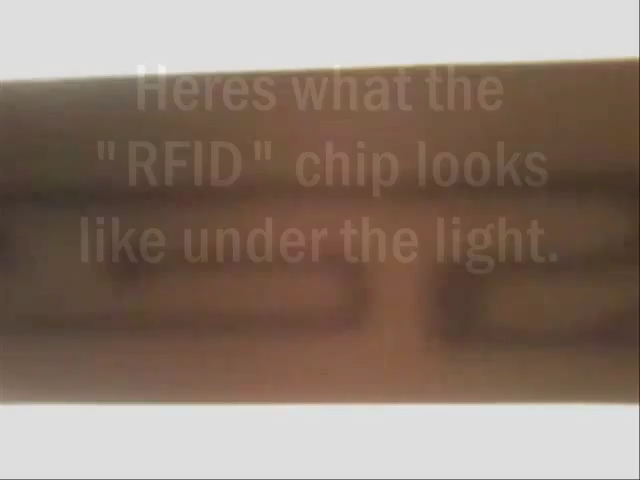 Heres what the
"RFID" chip looks
like under the light.